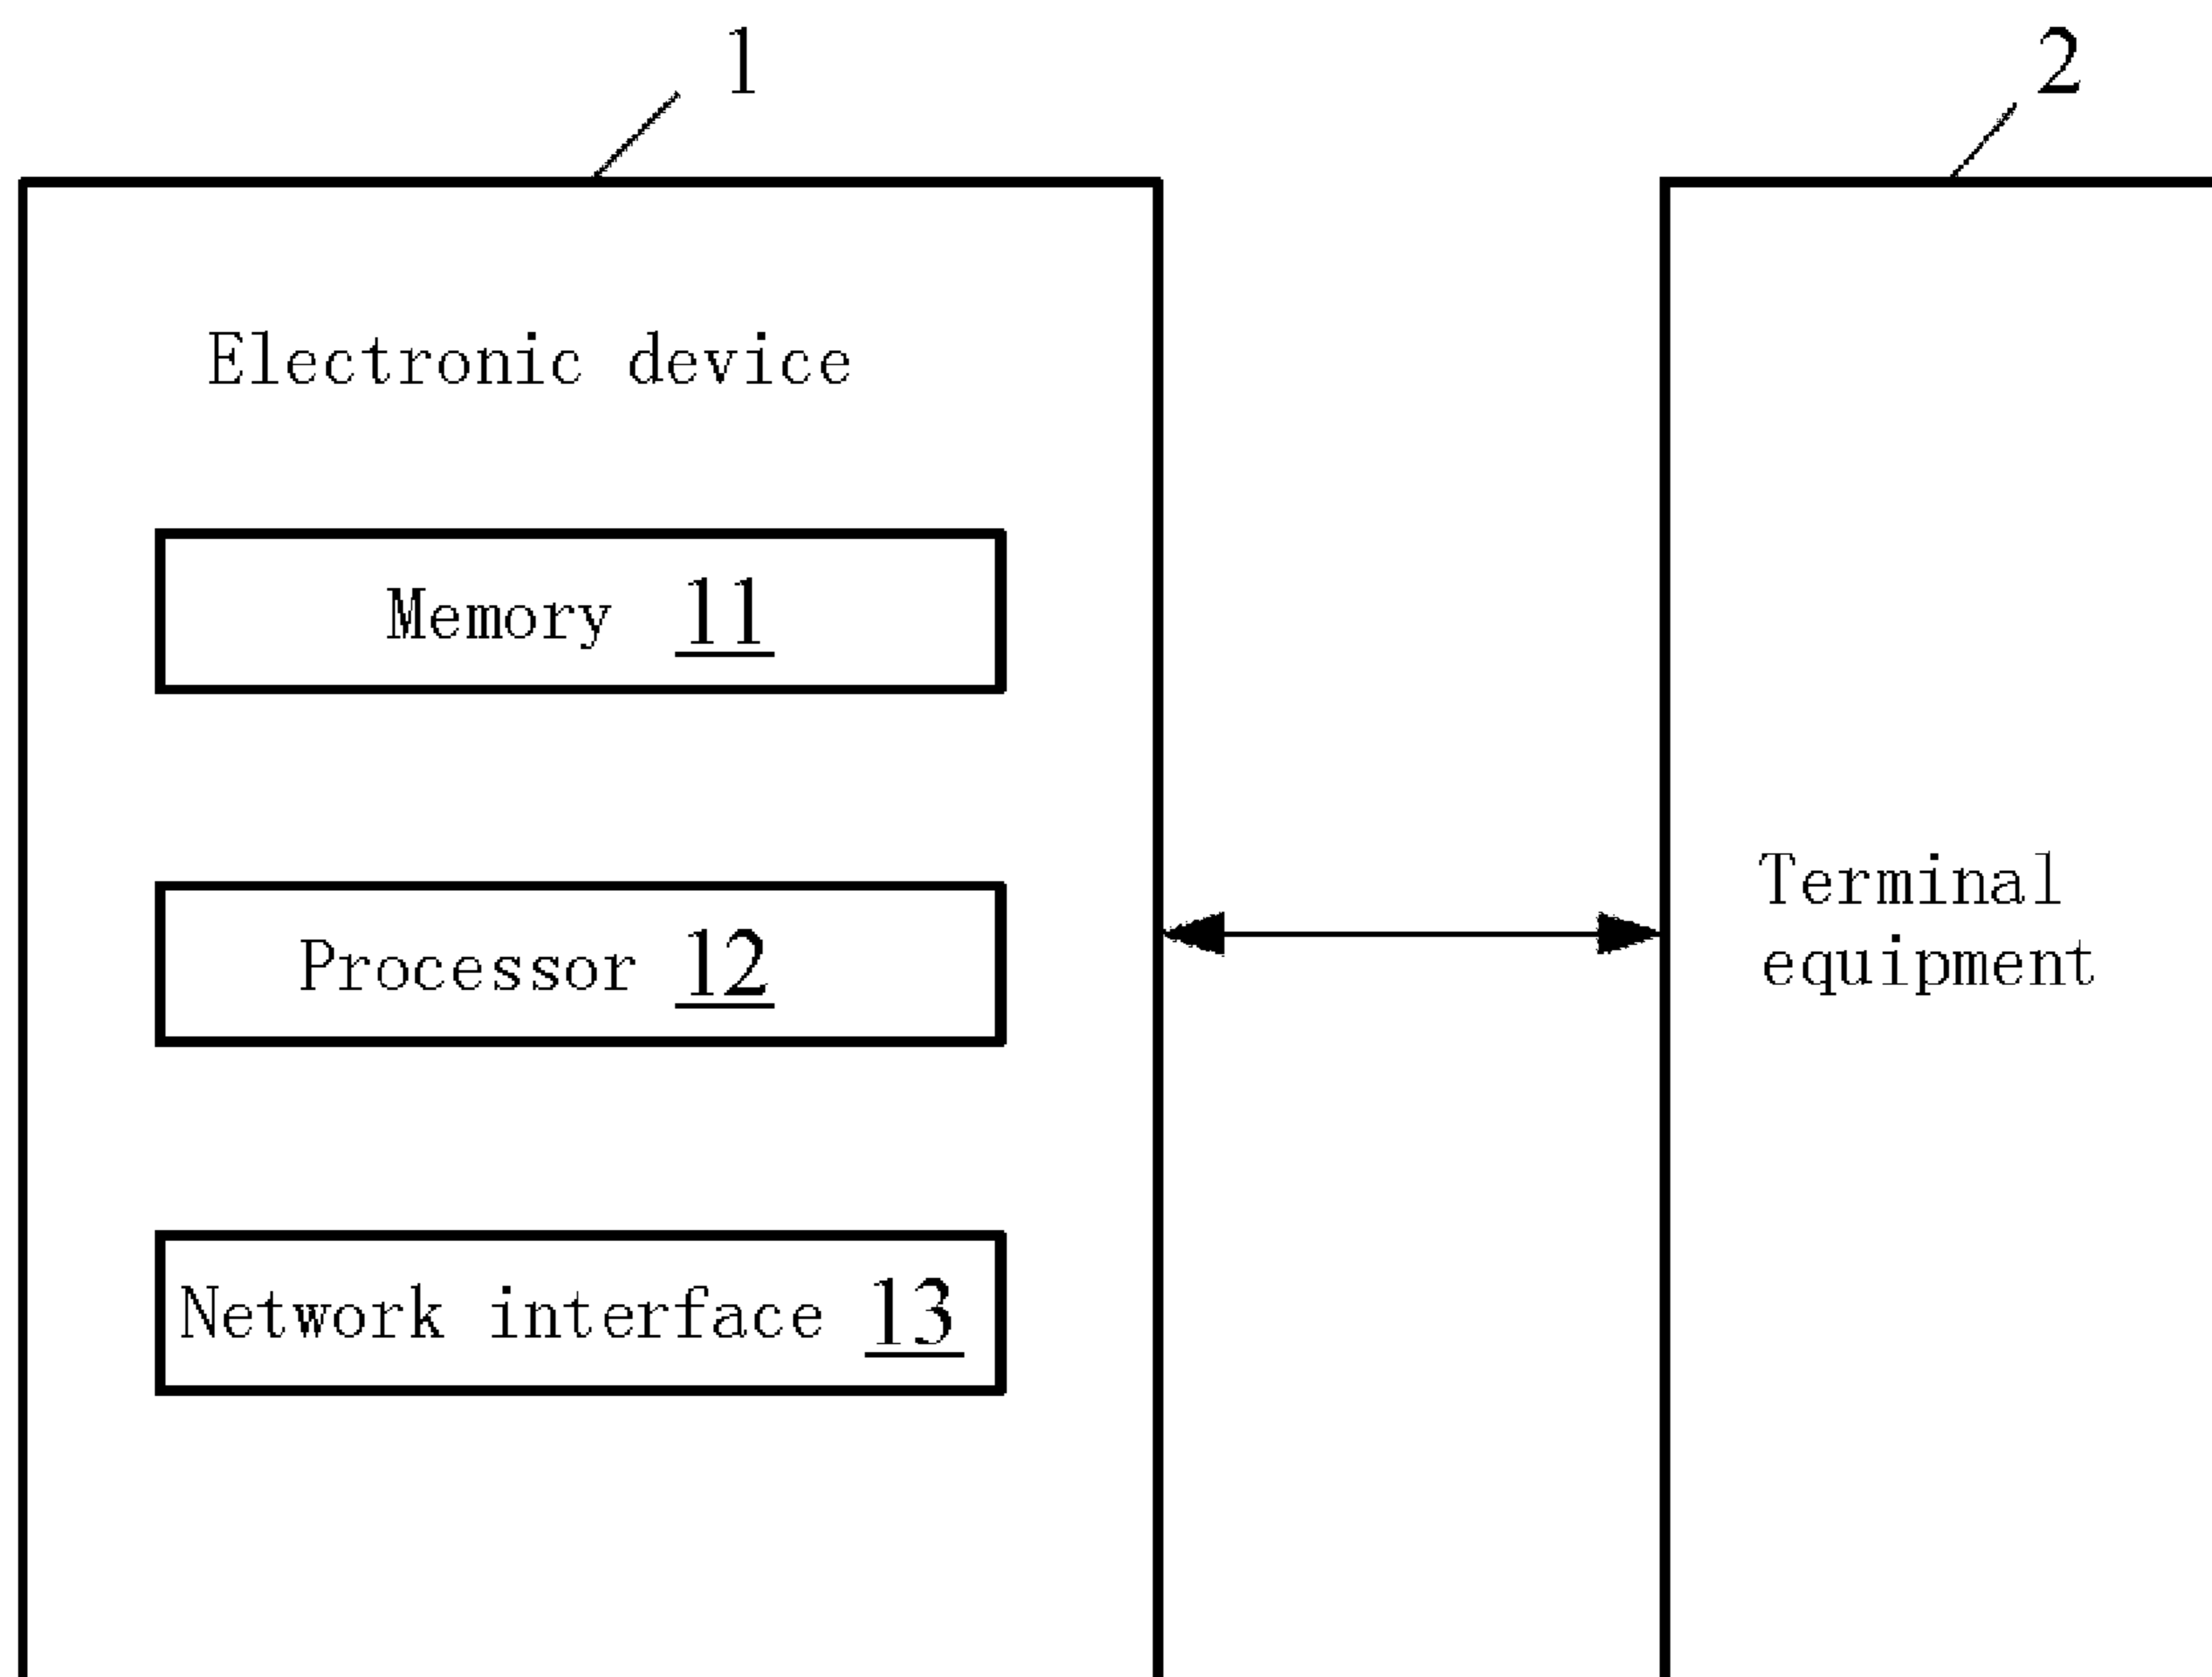 1
2
Electronic device
Memory 11
Processor 12
Network interface 13
Terminal
equipment